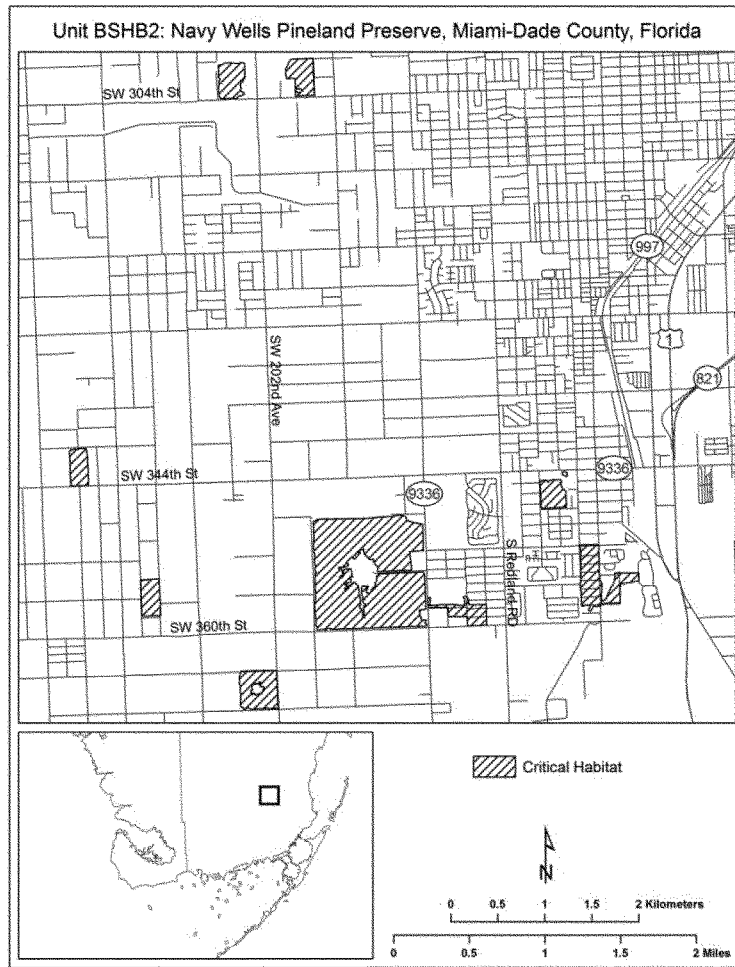 Unit BSHB2: Navy Wells Pineland Preserve, Miami-Dade County, Florida
SW 304th St
997
SW 202nd Ave
1
821
SW 344th St
9336
9336
S Redland RD
SW 360th St
Critical Habitat
N
0 0.5 1 1.5 2 Kilometers
0 0.5 1 1.5 2 Miles